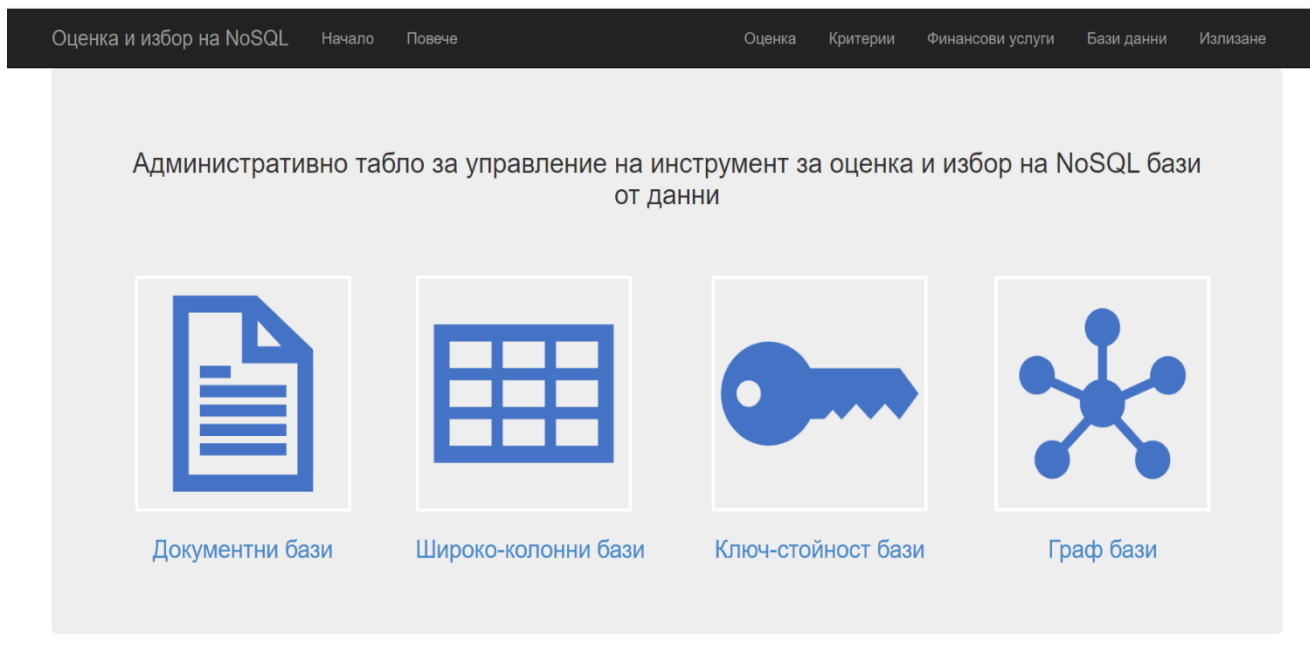 Оценка и избор на NoSQL Начало Повече Оценка Критерии Финансови услуги Бази данни Излизане
Административно табло за управление на инструмент за оценка и избор на NoSQL бази
от данни
Документни бази Широко-колонни бази Ключ-стойност бази Граф бази